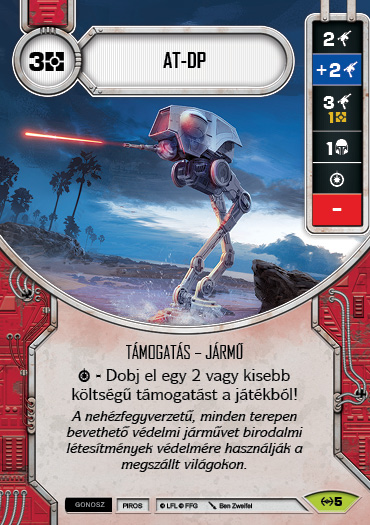 3
AT-DP
2
+2
3
1
1
-
TÁMOGATÁS – JÁRMŰ
- Dobj el egy 2 vagy kisebb
költségű támogatást a játékból!
A nehézfegyverzetű, minden terepen
bevethető védelmi járművet birodalmi
létesítmények védelmére használják a
megszállt világokon.
GONOSZ PIROS © LFL © FFG Ben Zweifel 5